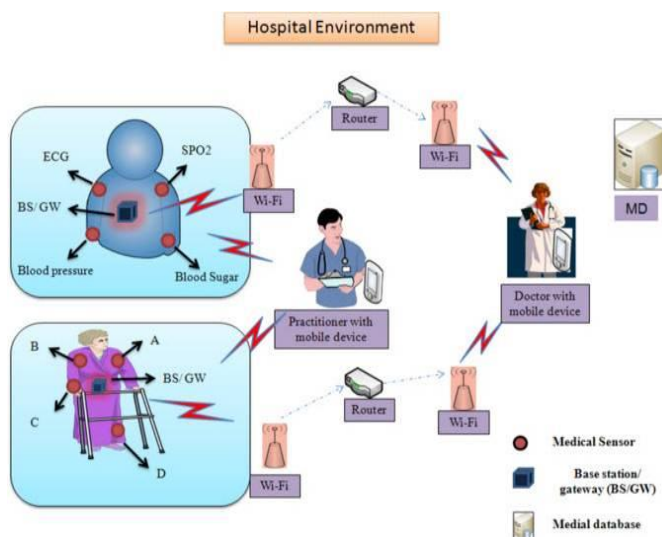 Hospital Environment
Router
Wi-Fi
Wi-Fi
ECG
SPO2
BS/ GW
Blood pressure
Blood Sugar
MD
Practitioner with
mobile device
Doctor with
mobile device
B
A
BS/ GW
C
D
Router
Wi-Fi
Wi-Fi
Medical Sensor
Base station/
gateway (BS/GW)
Medial database